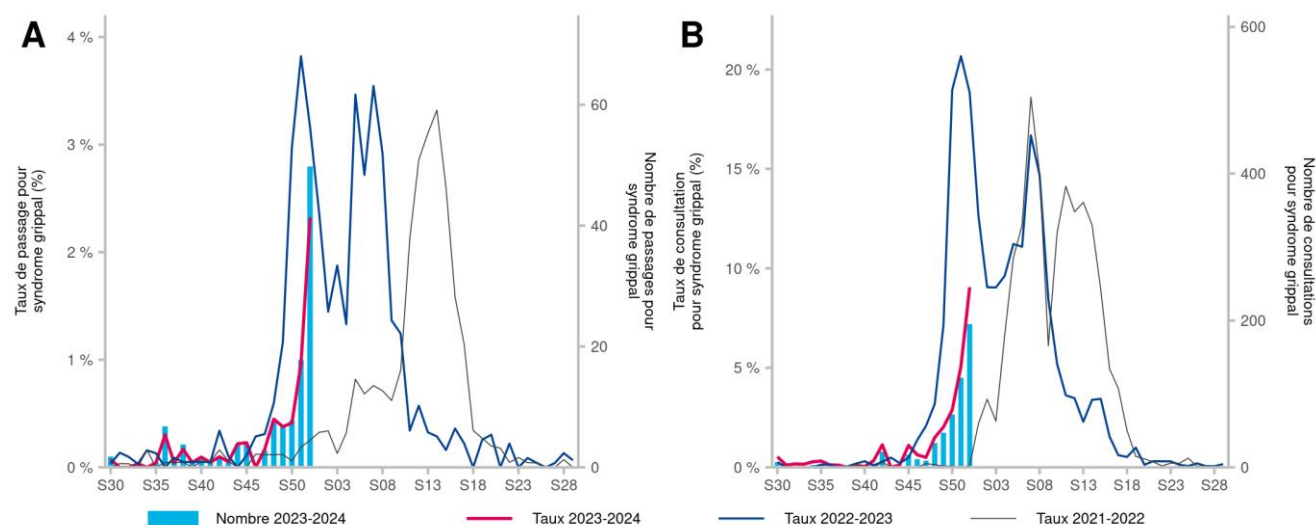 A
Taux de passage pour
syndrome grippal (%)
4 %
3 %
2 %
1 %
0 %
60
40
20
0
Nombre de passages pour
syndrome grippal
S30
S35
S40
S45
S50
S03
S08
S13
S18
S23
S28
B
Taux de consultation
pour syndrome grippal (%)
20 %
15 %
10 %
5 %
0 %
600
400
200
0
Nombre de consultations
pour syndrome grippal
S30
S35
S40
S45
S50
S03
S08
S13
S18
S23
S28
Nombre 2023-2024
Taux 2023-2024
Taux 2022-2023
Taux 2021-2022